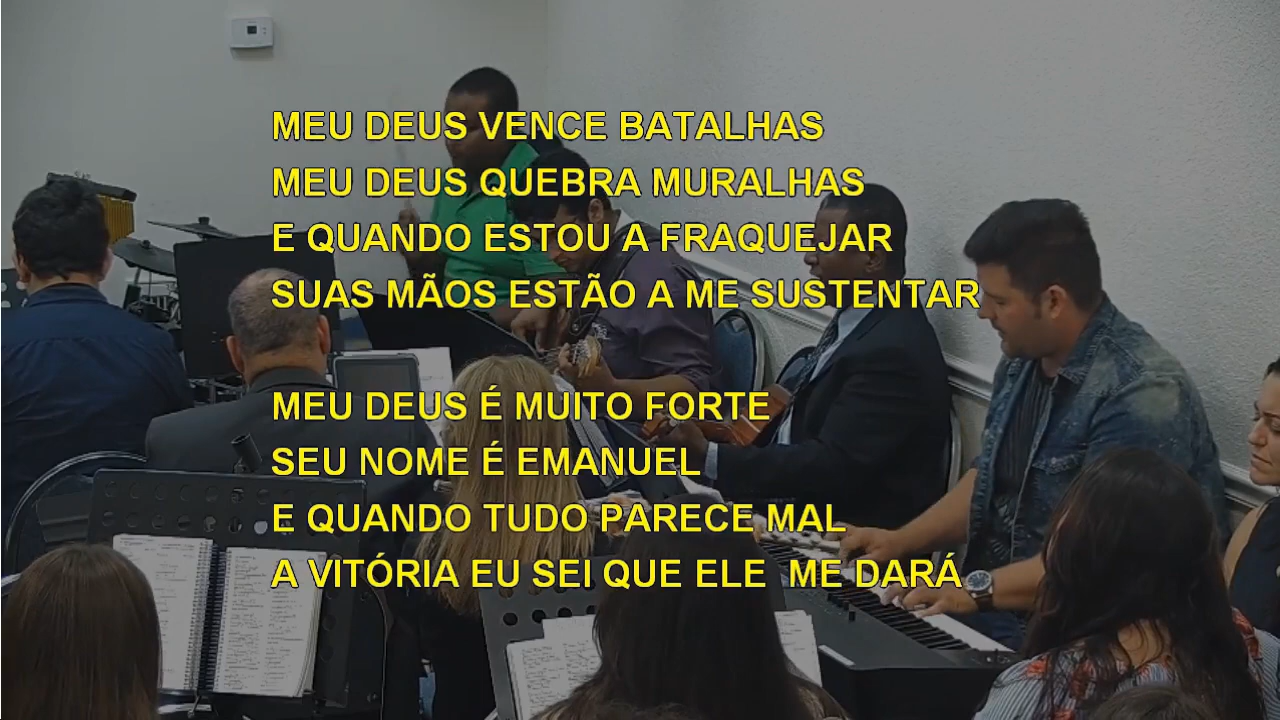 MEU DEUS VENCE BATALHAS
MEU DEUS QUEBRA MURALHAS
E QUANDO ESTOU A FRAQUEJAR
SUAS MÃOS ESTÃO A ME SUSTENTAR
MEU DEUS É MUITO FORTE
SEU NOME É EMANUEL
E QUANDO TUDO PARECE MAL
A VITÓRIA EU SEI QUE ELE ME DARÁ